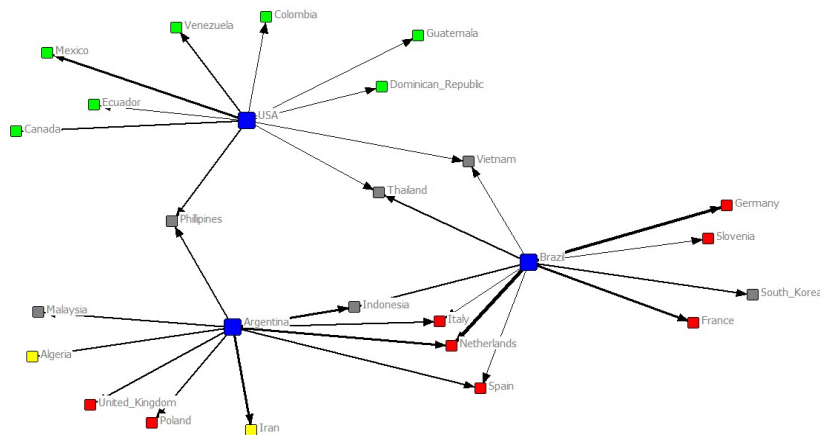 Colombia
Venezuela
Guatemala
Mexico
Dominican_Republic
Ecuador
USA
Canada
Vietnam
Thailand
Germany
Phillipines
Slovenia
Brazil
South_Korea
Indonesia
Malaysia
Argentina
Italy
France
Netherlands
Algeria
Spain
United_Kingdom
Poland
Iran